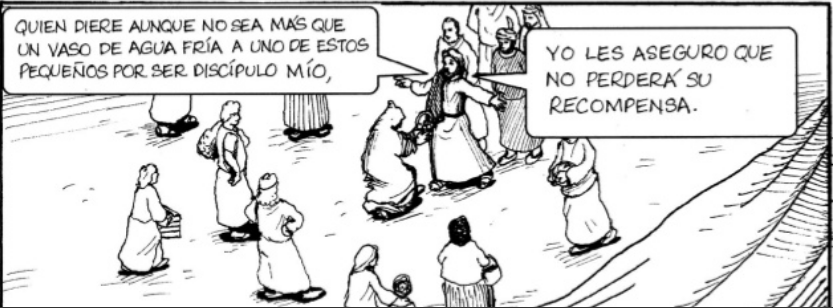 QUIEN DIERE AUNQUE NO SEA MÁS QUE
UN VASO DE AGUA FRÍA A UNO DE ESTOS
PEQUEÑOS POR SER DISCÍPULO MÍO,
YO LES ASEGURO QUE
NO PERDERÁ SU
RECOMPENSA.